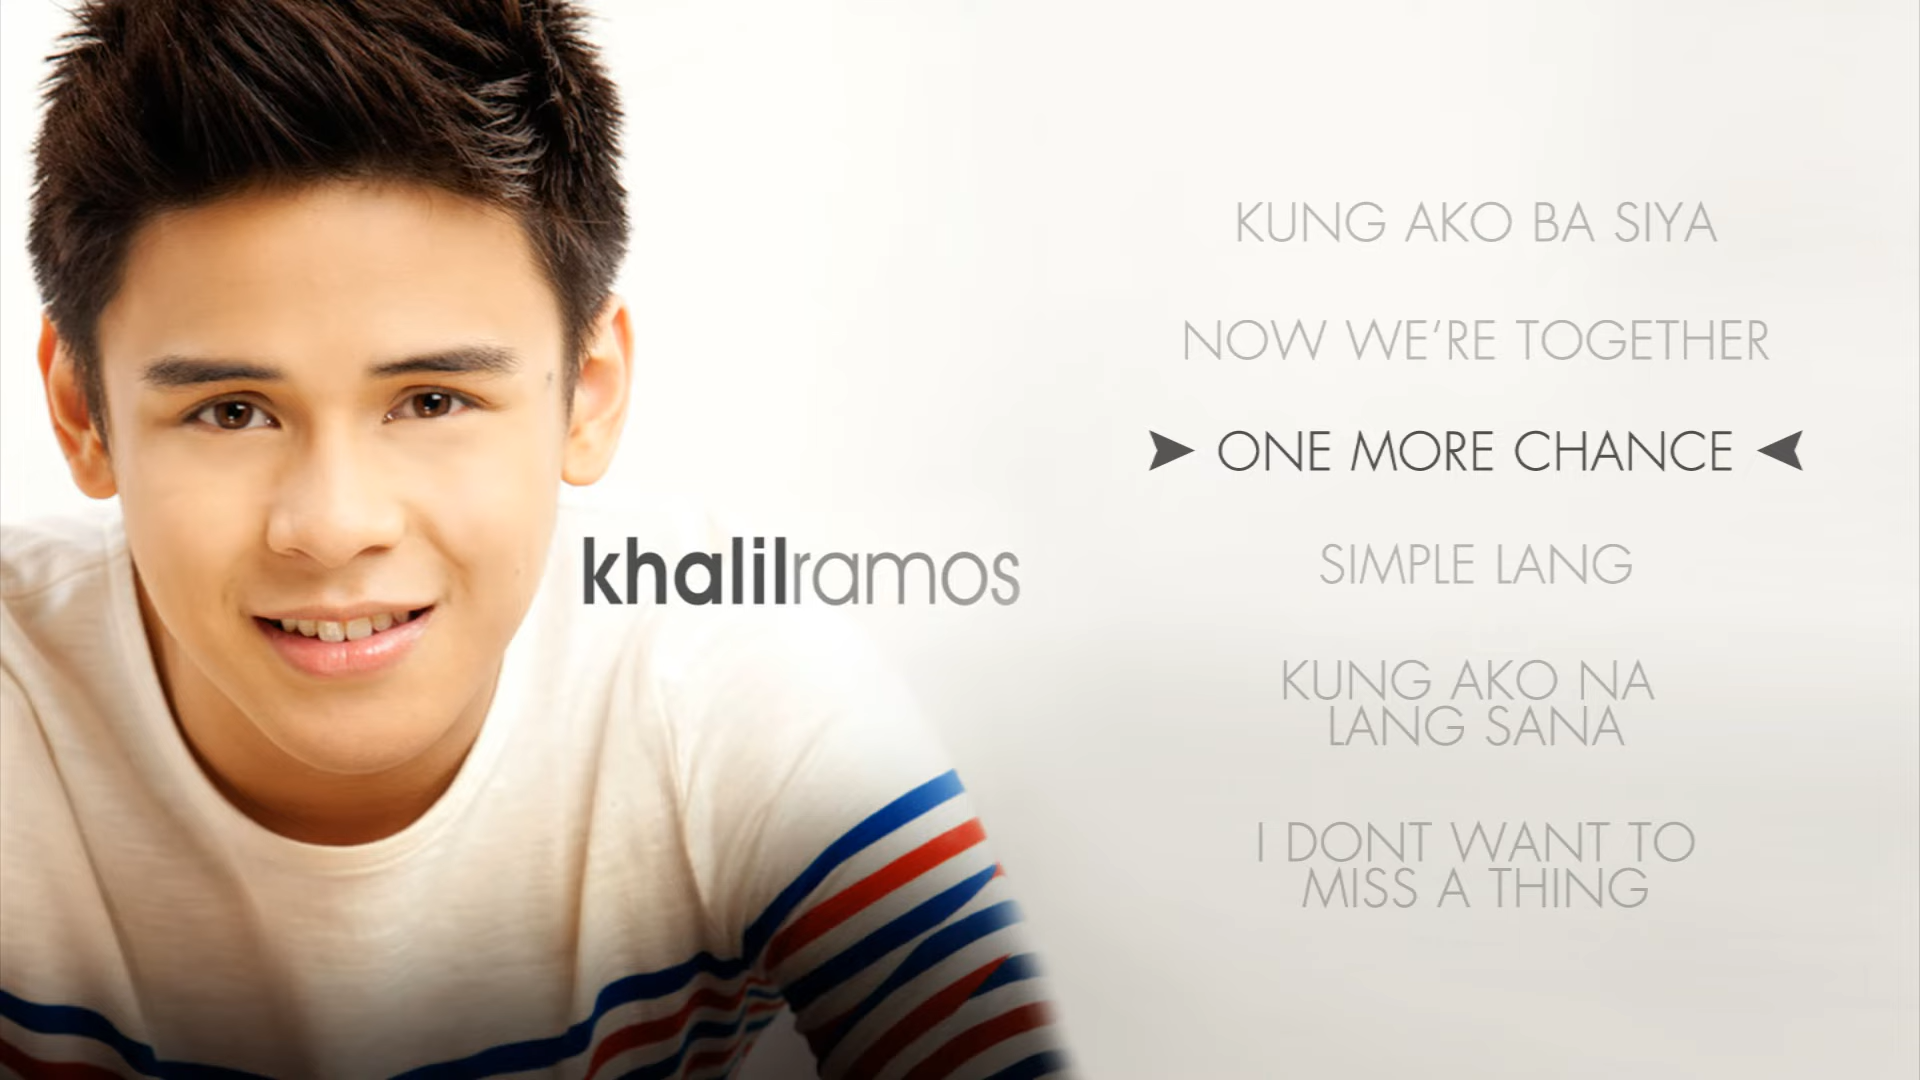 KUNG AKO BA SIYA
NOW WE'RE TOGETHER
ONE MORE CHANCE
khalilramos
SIMPLE LANG
KUNG AKO NA
LANG SANA
I DONT WANT TO
MISS A THING